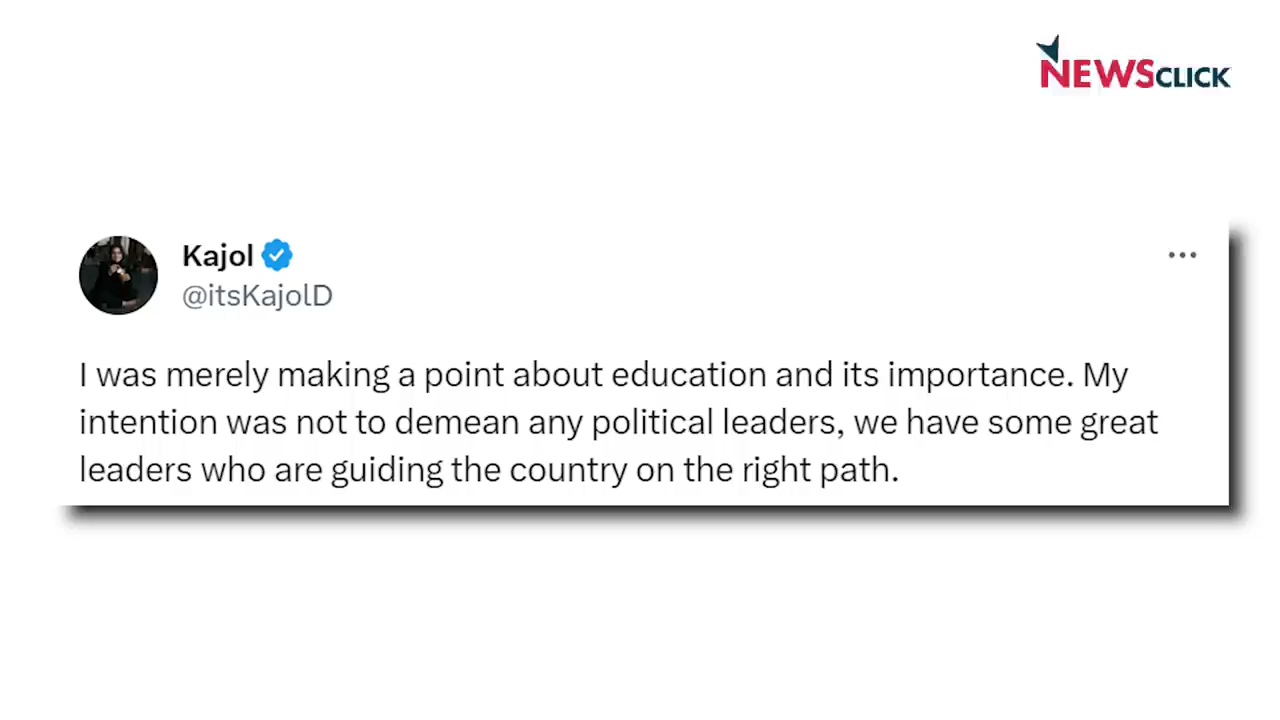 NEWSCLICK
Kajol
@itsKajolD
I was merely making a point about education and its importance. My
intention was not to demean any political leaders, we have some great
leaders who are guiding the country on the right path.